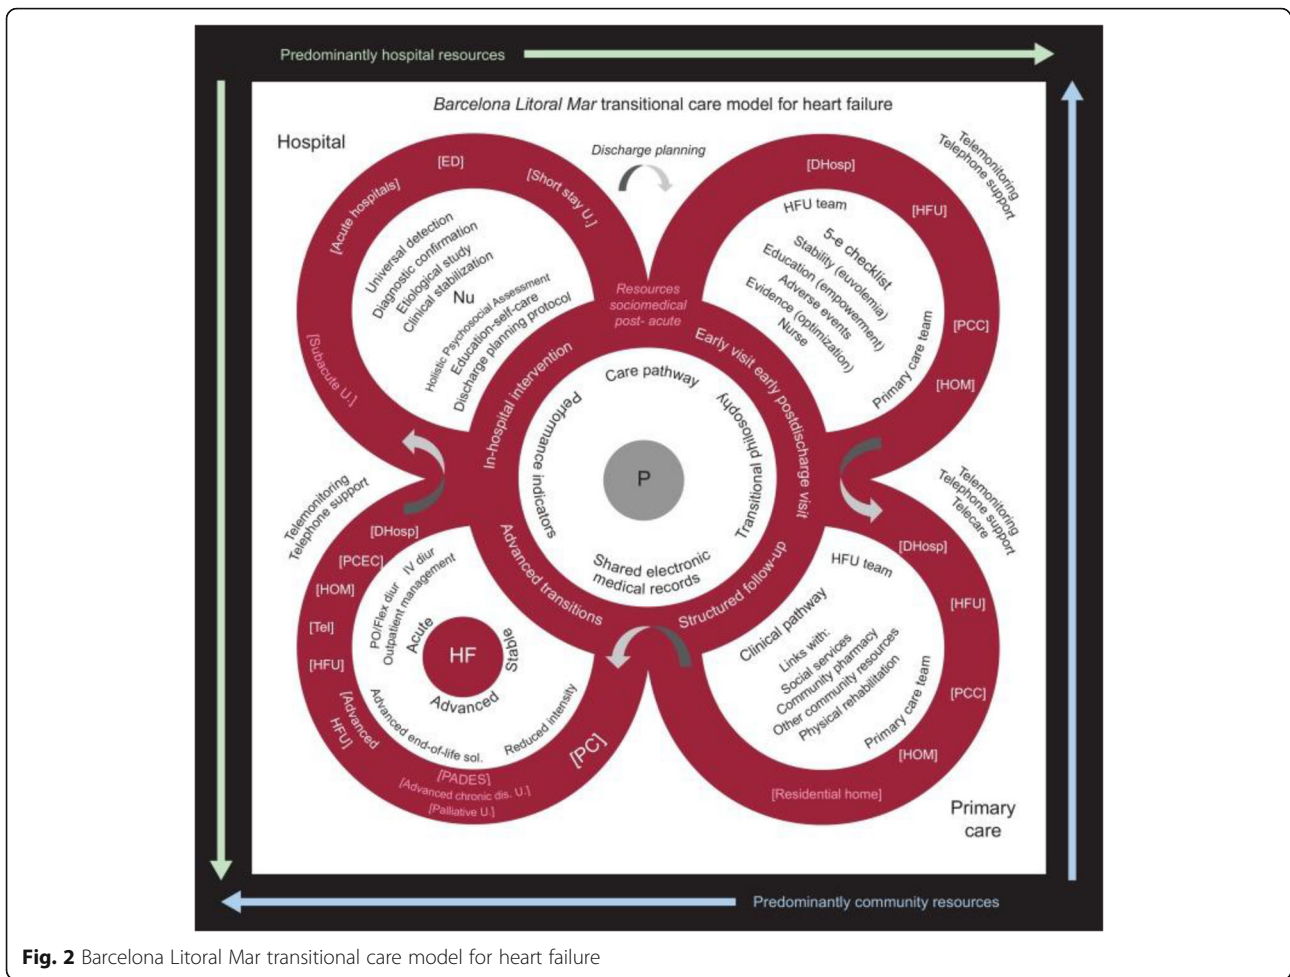 Predominantly hospital resources
Barcelona Litoral Mar transitional care model for heart failure
Hospital
Discharge planning
[Subacute U.]
[Acute hospitals]
[ED]
[Short stay U.]
Universal detection
Diagnostic confirmation
Etiological study
Clinical stabilization
Nu
Holistic Psychosocial Assessment
Education-self-care
Discharge planning protocol
Resources
sociomedical
post- acute
Telemonitoring
Telephone support
[DHosp]
[HFU]
[PCC]
[HOM]
HFU team
5-e checklist
Stability (euvolemia)
Education (empowerment)
Adverse events
Evidence (optimization)
Nurse
Primary care team
In-hospital intervention
Early visit early postdischarge visit
Structured follow-up
Advanced transitions
Care pathway
Transitional philosophy
Shared electronic
medical records
Performance indicators
P
Telemonitoring
Telephone support
Telemonitoring
Telephone support
Telecare
[DHosp]
[PCEC]
[HOM]
[Tel]
[HFU]
[Advanced
HFU]
[PADES]
[Advanced chronic dis. U.]
[Palliative U.]
[PC]
IV diur
PO/Flex diur
Outpatient management
Acute
Stable
HF
Advanced
Advanced end-of-life sol.
Reduced intensity
[DHosp]
[HFU]
[PCC]
[HOM]
[Residential home]
HFU team
Clinical pathway
Links with:
Social services
Community pharmacy
Other community resources
Physical rehabilitation
Primary care team
Primary
care
Predominantly community resources
Fig. 2 Barcelona Litoral Mar transitional care model for heart failure